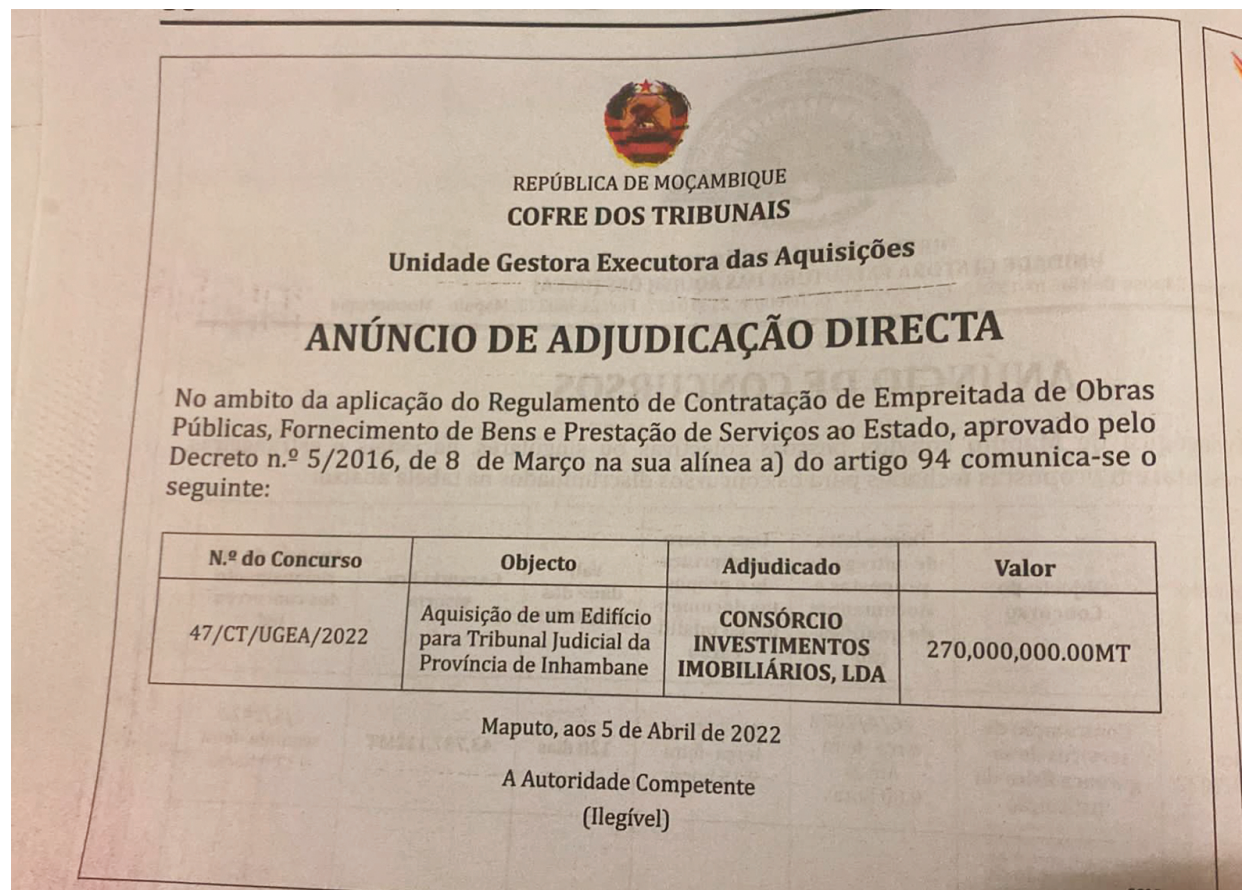 REPÚBLICA DE MOÇAMBIQUE
COFRE DOS TRIBUNAIS
Unidade Gestora Executora das Aquisições
ANÚNCIO DE ADJUDICAÇÃO DIRECTA
No ambito da aplicação do Regulamento de Contratação de Empreitada de Obras
Públicas, Fornecimento de Bens e Prestação de Serviços ao Estado, aprovado pelo
Decreto n.º 5/2016, de 8 de Março na sua alínea a) do artigo 94 comunica-se o
seguinte:
N.º do Concurso
Objecto
Adjudicado
Valor
47/CT/UGEA/2022
Aquisição de um Edifício
para Tribunal Judicial da
Província de Inhambane
CONSÓRCIO
INVESTIMENTOS
IMOBILIÁRIOS, LDA
270,000,000.00MT
Maputo, aos 5 de Abril de 2022
A Autoridade Competente
(Ilegível)